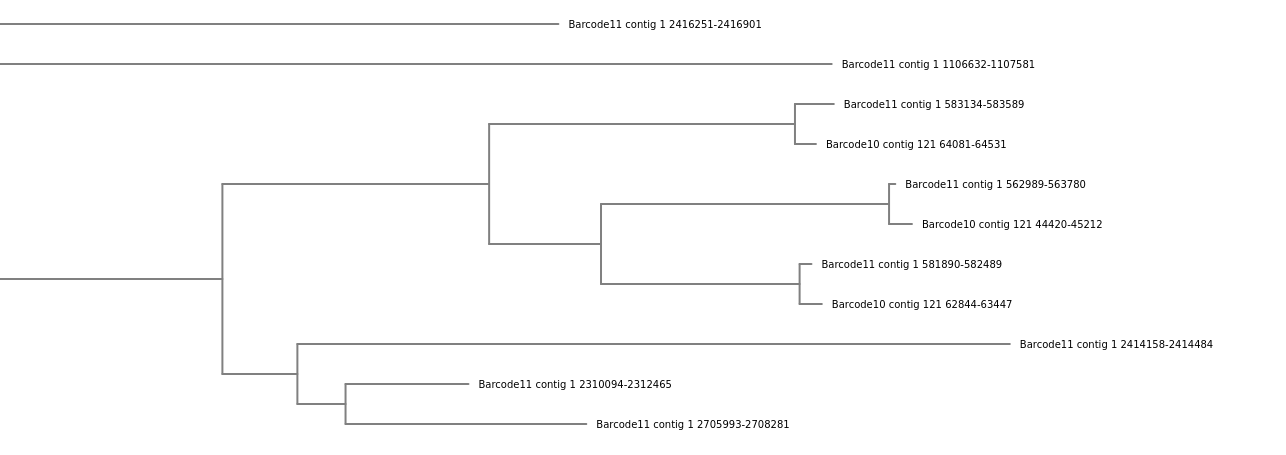 Barcode11 contig 1 2416251-2416901
Barcode11 contig 1 1106632-1107581
Barcode11 contig 1 583134-583589
Barcode10 contig 121 64081-64531
Barcode11 contig 1 562989-563780
Barcode10 contig 121 44420-45212
Barcode11 contig 1 581890-582489
Barcode10 contig 121 62844-63447
Barcode11 contig 1 2414158-2414484
Barcode11 contig 1 2310094-2312465
Barcode11 contig 1 2705993-2708281